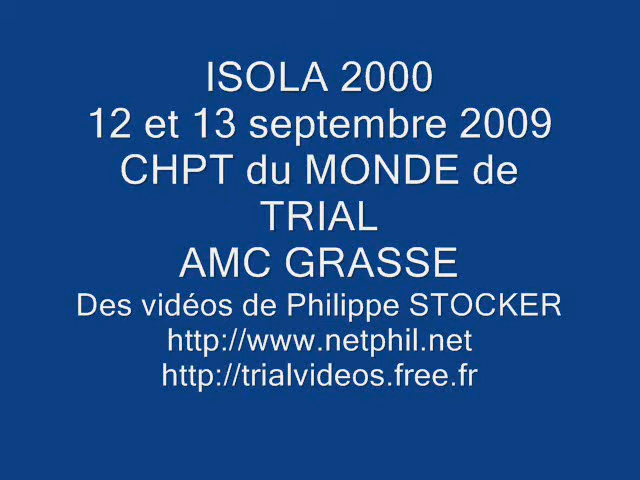 ISOLA 2000
12 et 13 septembre 2009
CHPT du MONDE de
TRIAL
AMC GRASSE
Des vidéos de Philippe STOCKER
http://www.netphil.net
http://trialvideos.free.fr